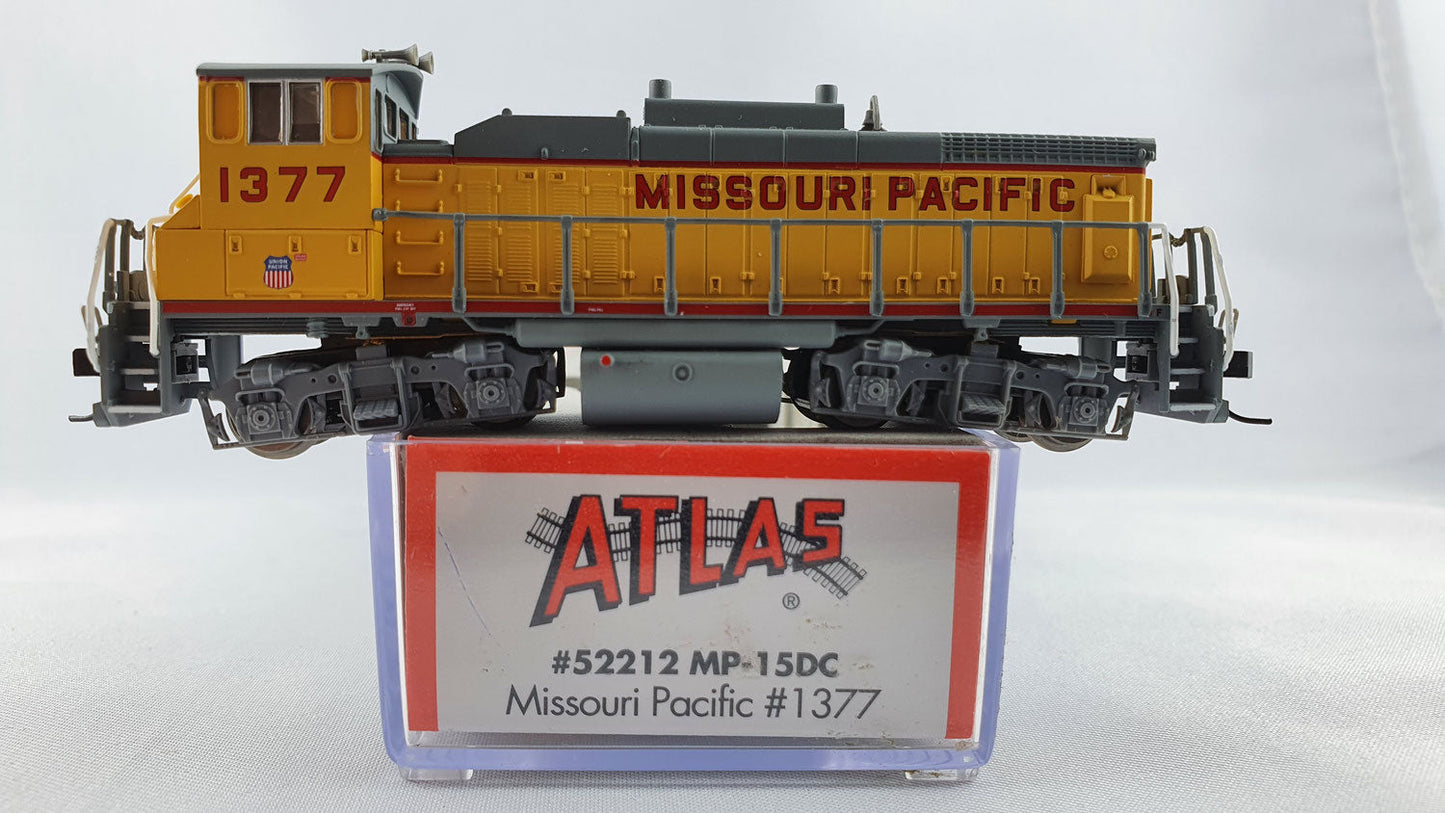 1377
MISSOURI PACIFIC
UNION
PACIFIC
ATLAS
®
#52212 MP-15DC
Missouri Pacific #1377